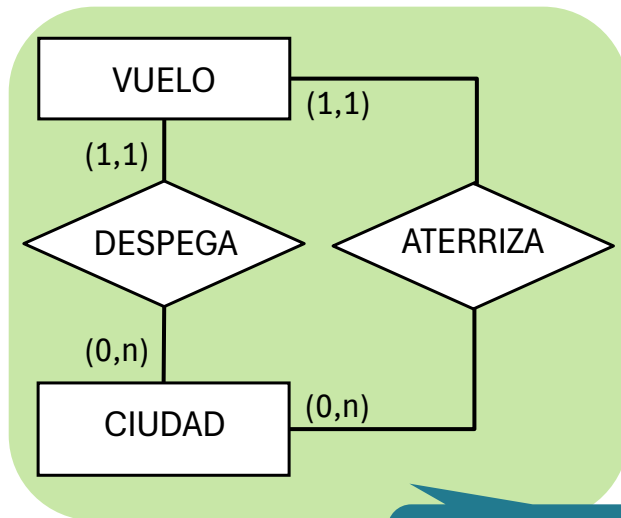 VUELO
(1,1)
(1,1)
DESPEGA
ATERRIZA
(0,n)
CIUDAD
(0,n)